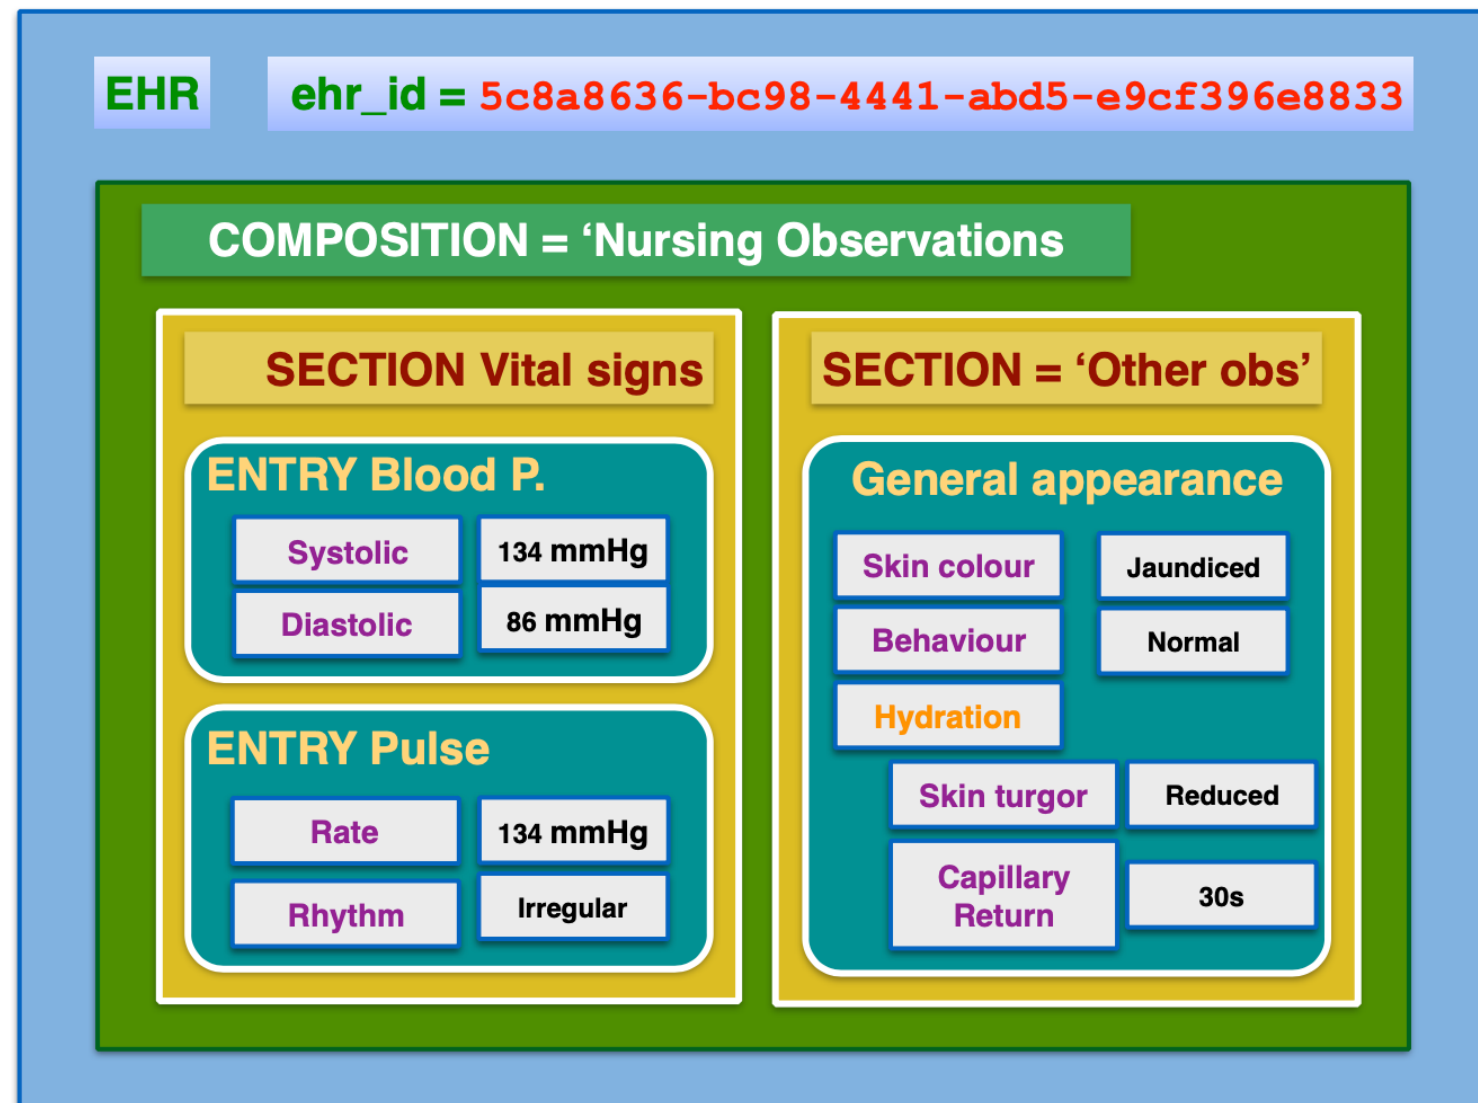 EHR
ehr_id = 5c8a8636-bc98-4441-abd5-e9cf396e8833
COMPOSITION = ‘Nursing Observations
SECTION Vital signs
ENTRY Blood P.
Systolic 134 mmHg
Diastolic 86 mmHg
ENTRY Pulse
Rate 134 mmHg
Rhythm Irregular
SECTION = ‘Other obs’
General appearance
Skin colour Jaundiced
Behaviour Normal
Hydration
Skin turgor Reduced
Capillary
Return 30s